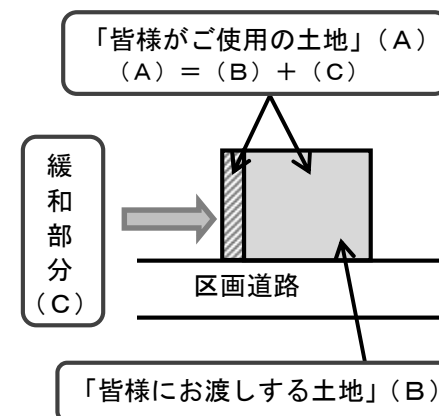 「皆様がご使用の土地」（Ａ）
（Ａ）＝（Ｂ）＋（Ｃ）
緩
和
部
分
（Ｃ）
区画道路
「皆様にお渡しする土地」（Ｂ）